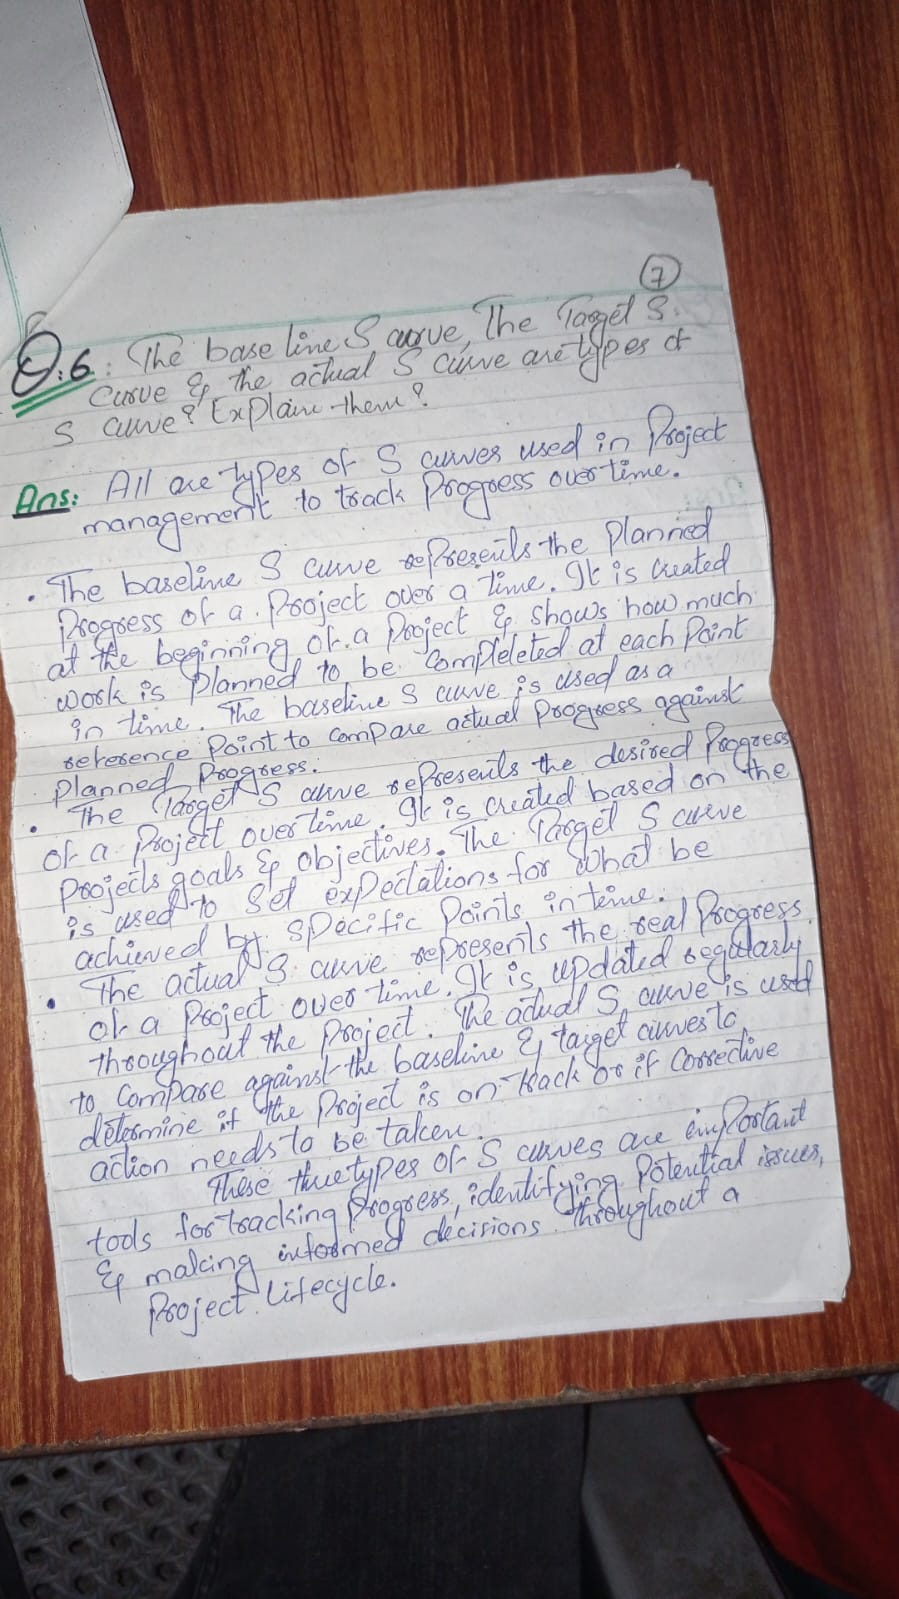 7
Q.6: The base line S curve, The Target S.
Curve & the actual S curve are types of
S curve? Explain them?
Ans: All are types of S curves used in Project
management to track Progress over time.
• The baseline S curve represents the Planned
Progress of a Project over a time. It is created
at the beginning of a Project & shows how much
work is planned to be completeted at each Point
in time. The baseline S curve is used as a
reference Point to compare actual progress against
Planned Progress.
• The Target S curve represents the desired Progress
of a Project over time. It is created based on the
Projects goals & objectives. The Target S curve
is used to Set expectations for what be
achieved by specific Points in time.
• The actual S curve represents the real Progress
of a Project over time. It is updated regularly
throughout the Project. The actual S curve is used
to compare against the baseline & target curves to
determine if the Project is on track or if corrective
action needs to be taken.
These three types of S curves are important
tools for tracking Progress, identifying Potential issues,
& making informed decisions throughout a
Project Lifecycle.